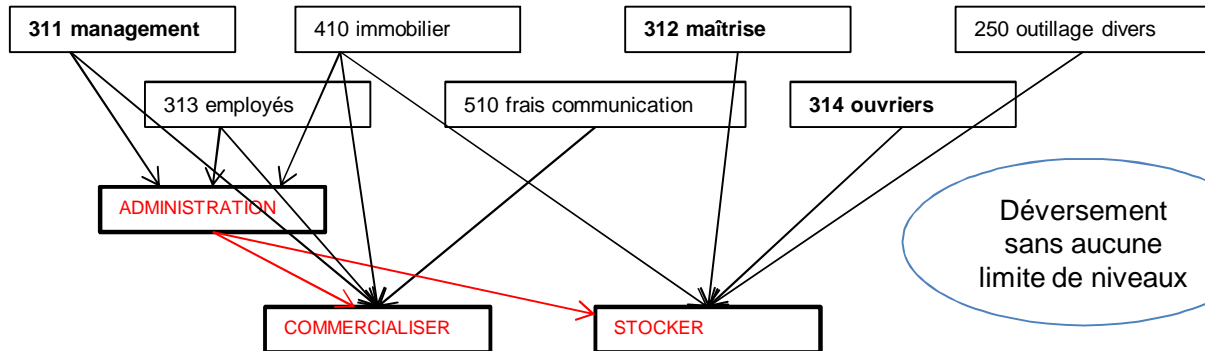 311 management
410 immobilier
312 maîtrise
250 outillage divers
313 employés
510 frais communication
314 ouvriers
ADMINISTRATION
Déversement
sans aucune
limite de niveaux
COMMERCIALISER
STOCKER